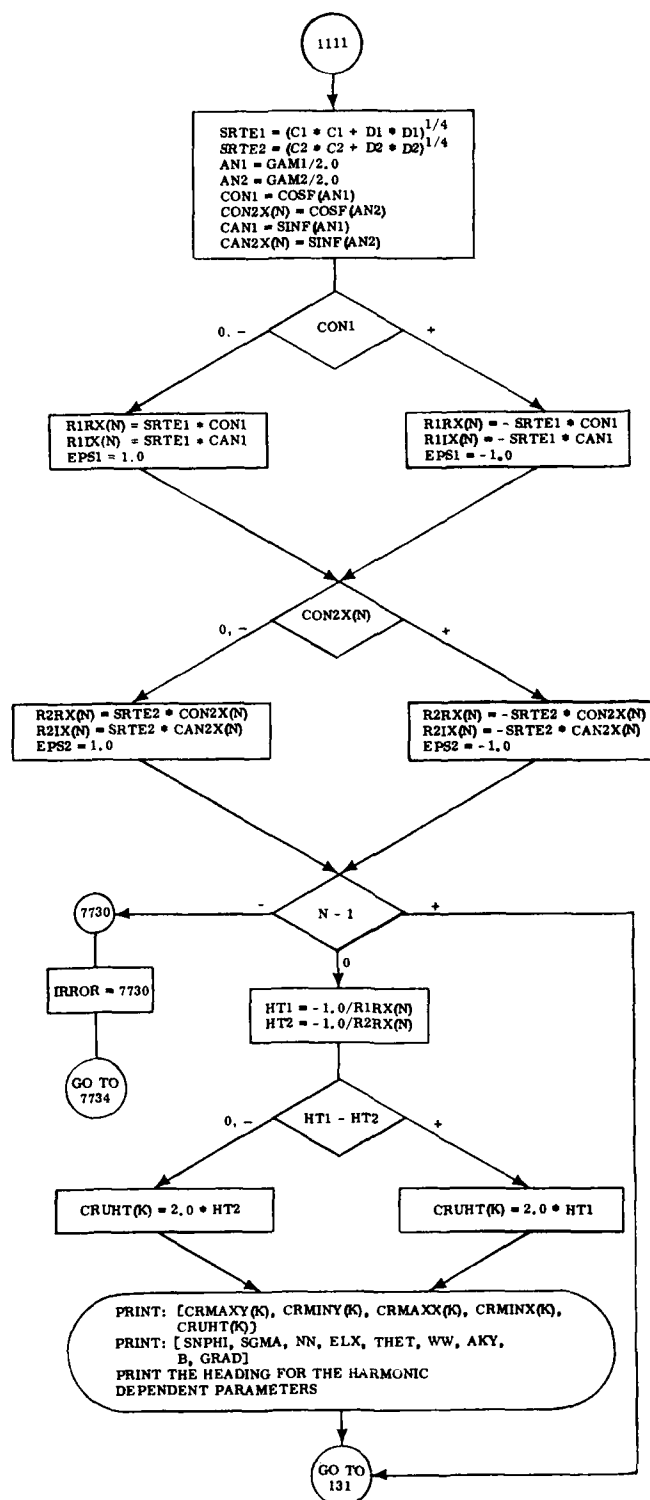 1111
SRTE1 = (C1 * C1 + D1 * D1)^1/4
SRTE2 = (C2 * C2 + D2 * D2)^1/4
AN1 = GAM1/2.0
AN2 = GAM2/2.0
CON1 = COSF(AN1)
CON2X(N) = COSF(AN2)
CAN1 = SINF(AN1)
CAN2X(N) = SINF(AN2)
0, -
CON1
+
R1RX(N) = SRTE1 * CON1
R1IX(N) = SRTE1 * CAN1
EPS1 = 1.0
R1RX(N) = - SRTE1 * CON1
R1IX(N) = - SRTE1 * CAN1
EPS1 = -1.0
0, -
CON2X(N)
+
R2RX(N) = SRTE2 * CON2X(N)
R2IX(N) = SRTE2 * CAN2X(N)
EPS2 = 1.0
R2RX(N) = -SRTE2 * CON2X(N)
R2IX(N) = -SRTE2 * CAN2X(N)
EPS2 = -1.0
7730
-
N - 1
+
0
IRROR = 7730
GO TO
7734
HT1 = -1.0/R1RX(N)
HT2 = -1.0/R2RX(N)
0, -
HT1 - HT2
+
CRUHT(K) = 2.0 * HT2
CRUHT(K) = 2.0 * HT1
PRINT: [CRMAXY(K), CRMINY(K), CRMAXX(K), CRMINX(K),
CRUHT(K)]
PRINT: [SNPHI, SGMA, NN, ELX, THET, WW, AKY,
B, GRAD]
PRINT THE HEADING FOR THE HARMONIC
DEPENDENT PARAMETERS
GO TO
131